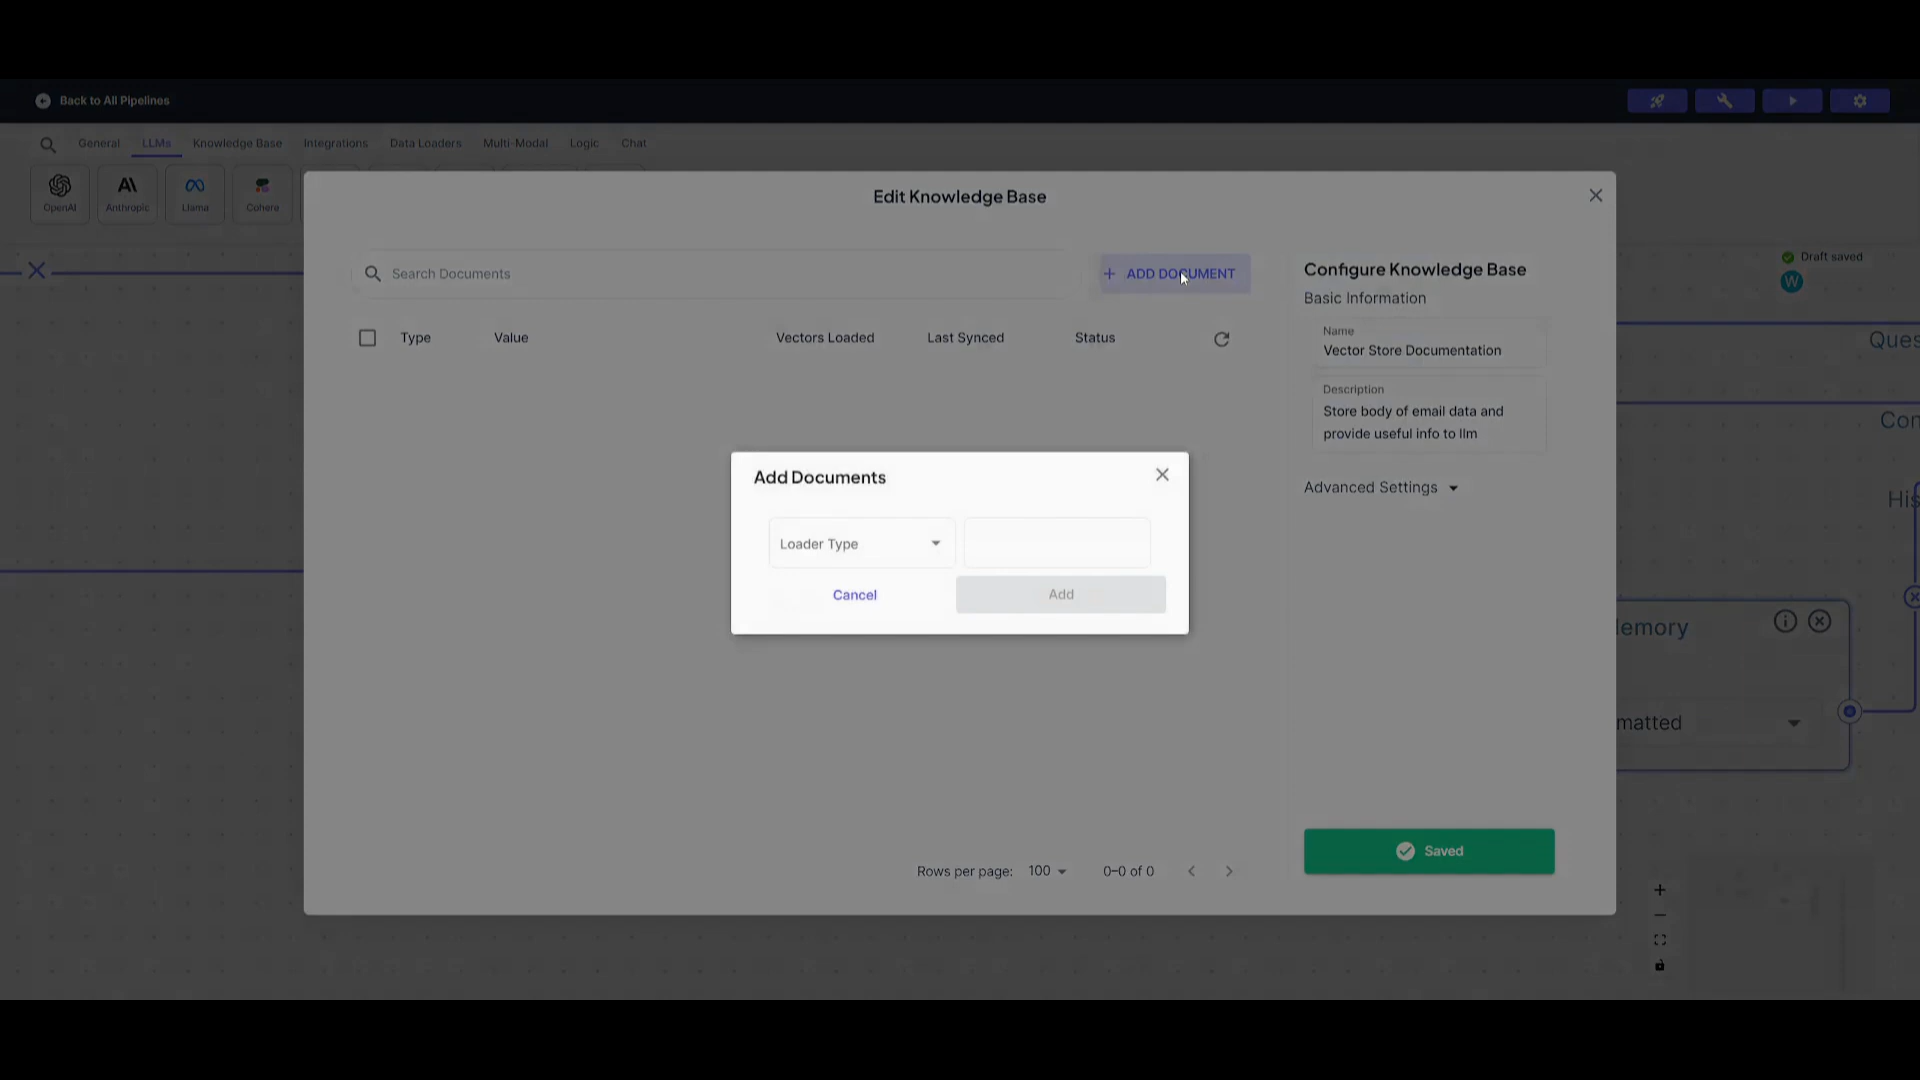 Back to All Pipelines
General LLMs Knowledge Base Integrations Data Loaders Multi-Modal Logic Chat
OpenAI Anthropic Llama Cohere
Edit Knowledge Base
Draft saved
W
Search Documents
+ ADD DOCUMENT
Type Value Vectors Loaded Last Synced Status
Configure Knowledge Base
Basic Information
Name
Vector Store Documentation
Description
Store body of email data and
provide useful info to llm
Advanced Settings
Add Documents
Loader Type
Cancel Add
Ques
Con
His
emory
matted
Saved
Rows per page: 100 0–0 of 0